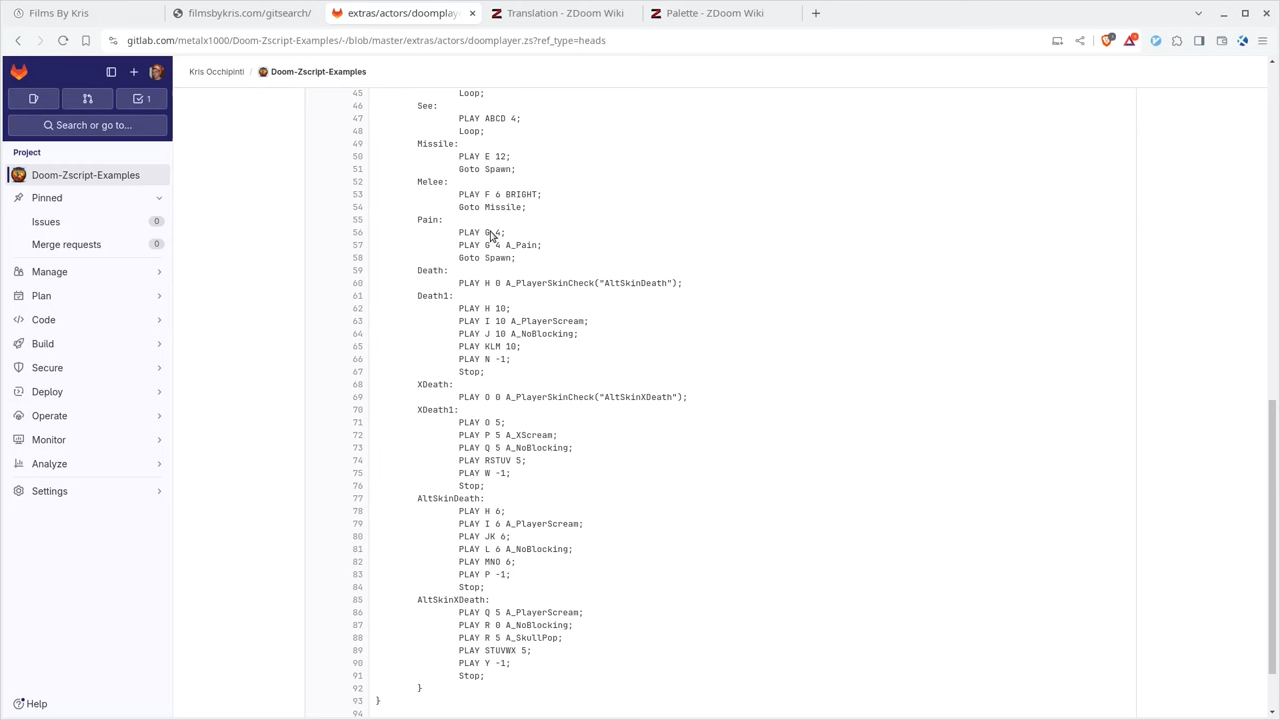 Films By Kris
filmsbykris.com/gitsearch/
extras/actors/doomplay
Translation - ZDoom Wiki
Palette - ZDoom Wiki
gitlab.com/metalx1000/Doom-Zscript-Examples/-/blob/master/extras/actors/doomplayer.zs?ref_type=heads
Kris Occhipinti / Doom-Zscript-Examples
1
Search or go to...
Project
Doom-Zscript-Examples
Pinned
Issues 0
Merge requests 0
Manage
Plan
Code
Build
Secure
Deploy
Operate
Monitor
Analyze
Settings
Help
45 Loop;
46 See:
47 PLAY ABCD 4;
48 Loop;
49 Missile:
50 PLAY E 12;
51 Goto Spawn;
52 Melee:
53 PLAY F 6 BRIGHT;
54 Goto Missile;
55 Pain:
56 PLAY G 4;
57 PLAY G 4 A_Pain;
58 Goto Spawn;
59 Death:
60 PLAY H 0 A_PlayerSkinCheck("AltSkinDeath");
61 Death1:
62 PLAY H 10;
63 PLAY I 10 A_PlayerScream;
64 PLAY J 10 A_NoBlocking;
65 PLAY KLM 10;
66 PLAY N -1;
67 Stop;
68 XDeath:
69 PLAY O 0 A_PlayerSkinCheck("AltSkinXDeath");
70 XDeath1:
71 PLAY O 5;
72 PLAY P 5 A_XScream;
73 PLAY Q 5 A_NoBlocking;
74 PLAY RSTUV 5;
75 PLAY W -1;
76 Stop;
77 AltSkinDeath:
78 PLAY H 6;
79 PLAY I 6 A_PlayerScream;
80 PLAY JK 6;
81 PLAY L 6 A_NoBlocking;
82 PLAY MNO 6;
83 PLAY P -1;
84 Stop;
85 AltSkinXDeath:
86 PLAY Q 5 A_PlayerScream;
87 PLAY R 0 A_NoBlocking;
88 PLAY R 5 A_SkullPop;
89 PLAY STUVWX 5;
90 PLAY Y -1;
91 Stop;
92 }
93 }
94